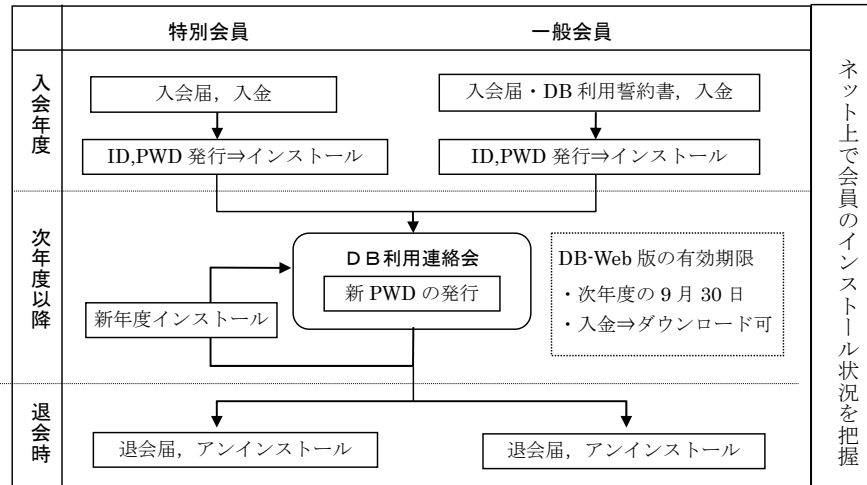 特別会員
一般会員
入会年度
入会届，入金
入会届・DB 利用誓約書，入金
ID,PWD 発行⇒インストール
ID,PWD 発行⇒インストール
次年度以降
ＤＢ利用連絡会
新 PWD の発行
新年度インストール
DB-Web 版の有効期限
・次年度の 9 月 30 日
・入金⇒ダウンロード可
退会時
退会届，アンインストール
退会届，アンインストール
ネット上で会員のインストール状況を把握